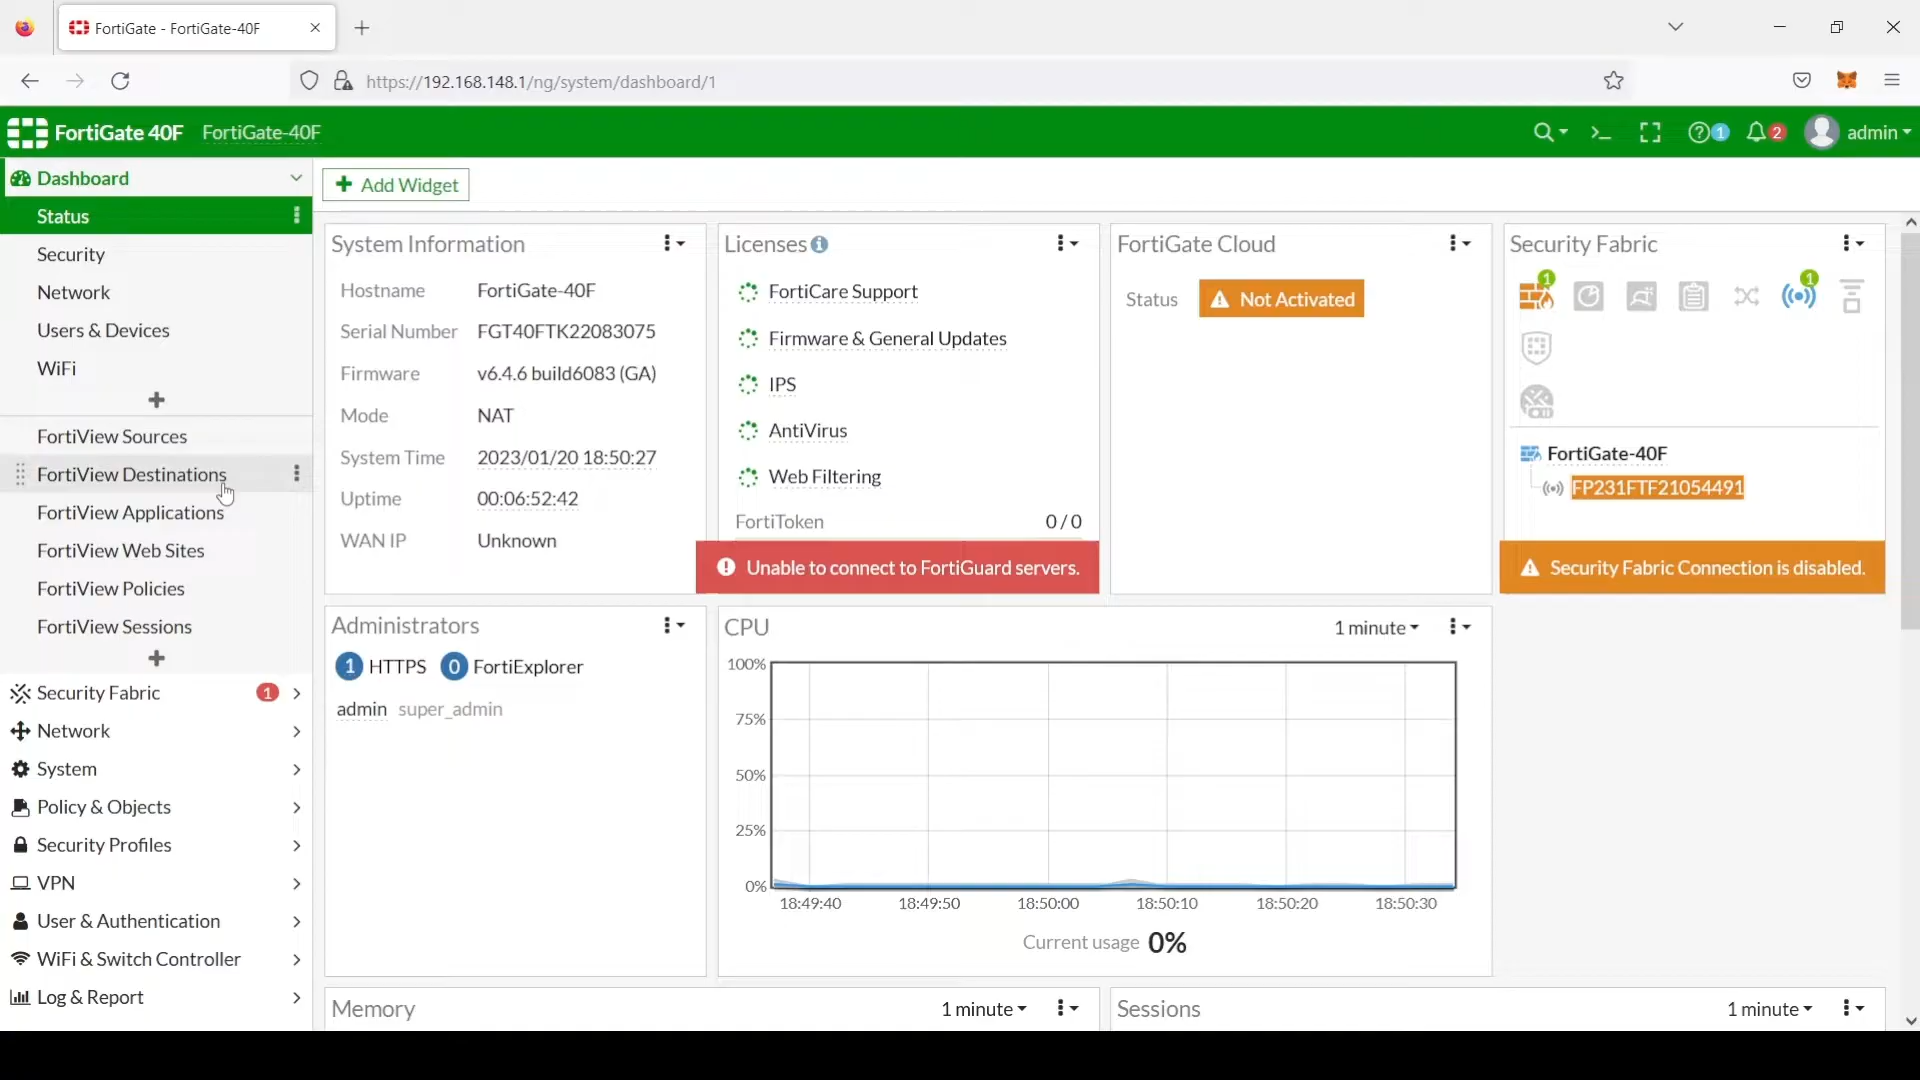 FortiGate - FortiGate-40F
https://192.168.148.1/ng/system/dashboard/1
FortiGate 40F FortiGate-40F
1
2
admin
Dashboard
Status
Security
Network
Users & Devices
WiFi
FortiView Sources
FortiView Destinations
FortiView Applications
FortiView Web Sites
FortiView Policies
FortiView Sessions
Security Fabric 1
Network
System
Policy & Objects
Security Profiles
VPN
User & Authentication
WiFi & Switch Controller
Log & Report
Add Widget
System Information
Hostname FortiGate-40F
Serial Number FGT40FTK22083075
Firmware v6.4.6 build6083 (GA)
Mode NAT
System Time 2023/01/20 18:50:27
Uptime 00:06:52:42
WAN IP Unknown
Licenses
FortiCare Support
Firmware & General Updates
IPS
AntiVirus
Web Filtering
FortiToken 0/0
Unable to connect to FortiGuard servers.
FortiGate Cloud
Status Not Activated
Security Fabric
1
1
FortiGate-40F
FP231FTF21054491
Security Fabric Connection is disabled.
Administrators
1 HTTPS 0 FortiExplorer
admin super_admin
CPU 1 minute
100%
75%
50%
25%
0%
18:49:40 18:49:50 18:50:00 18:50:10 18:50:20 18:50:30
Current usage 0%
Memory 1 minute
Sessions 1 minute